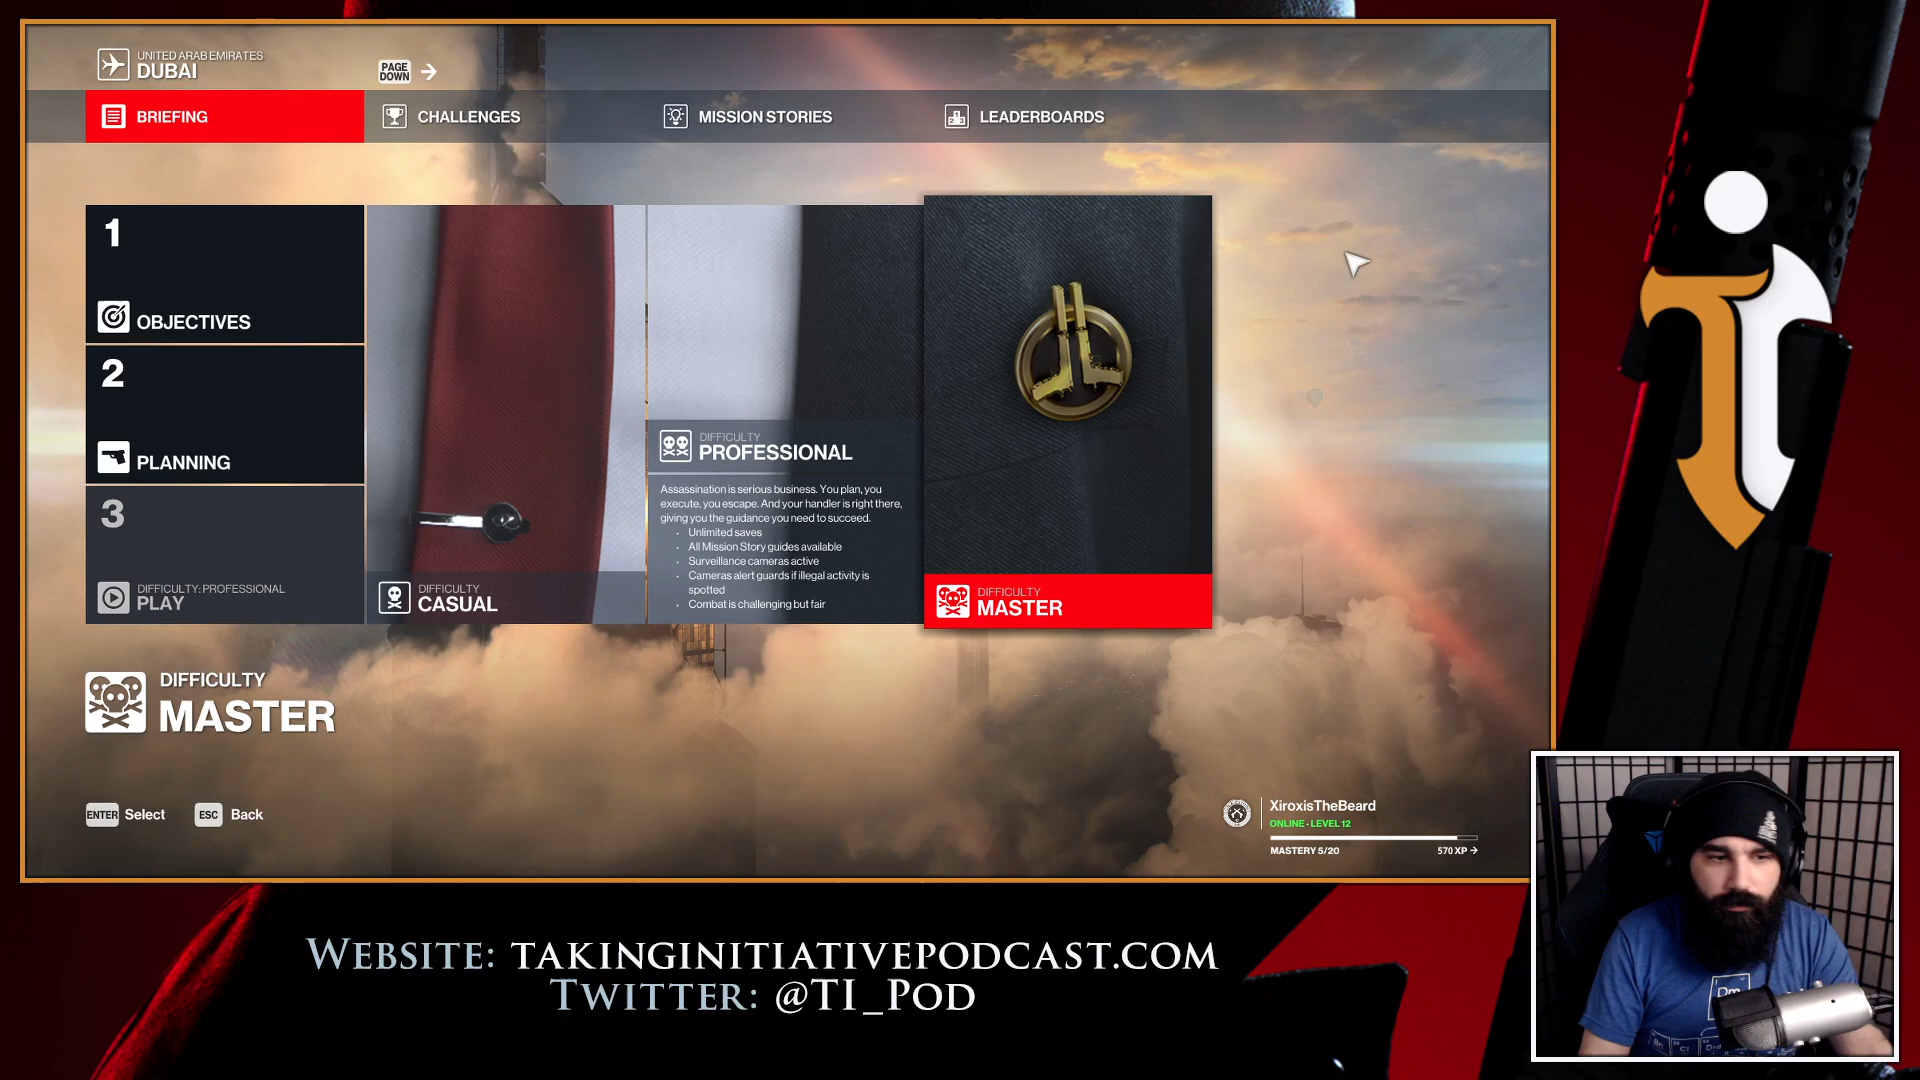 UNITED ARAB EMIRATES
DUBAI
PAGE DOWN
BRIEFING
CHALLENGES
MISSION STORIES
LEADERBOARDS
1
OBJECTIVES
2
PLANNING
3
DIFFICULTY: PROFESSIONAL
PLAY
DIFFICULTY
CASUAL
DIFFICULTY
PROFESSIONAL
Assassination is serious business. You plan, you
execute, you escape. And your handler is right there,
giving you the guidance you need to succeed.
• Unlimited saves
• All Mission Story guides available
• Surveillance cameras active
• Cameras alert guards if illegal activity is
spotted
• Combat is challenging but fair
DIFFICULTY
MASTER
DIFFICULTY
MASTER
ENTER Select
ESC Back
XiroxisTheBeard
ONLINE - LEVEL 12
MASTERY 5/20
570 XP
Website: takinginitiativepodcast.com
Twitter: @TI_Pod
Dm